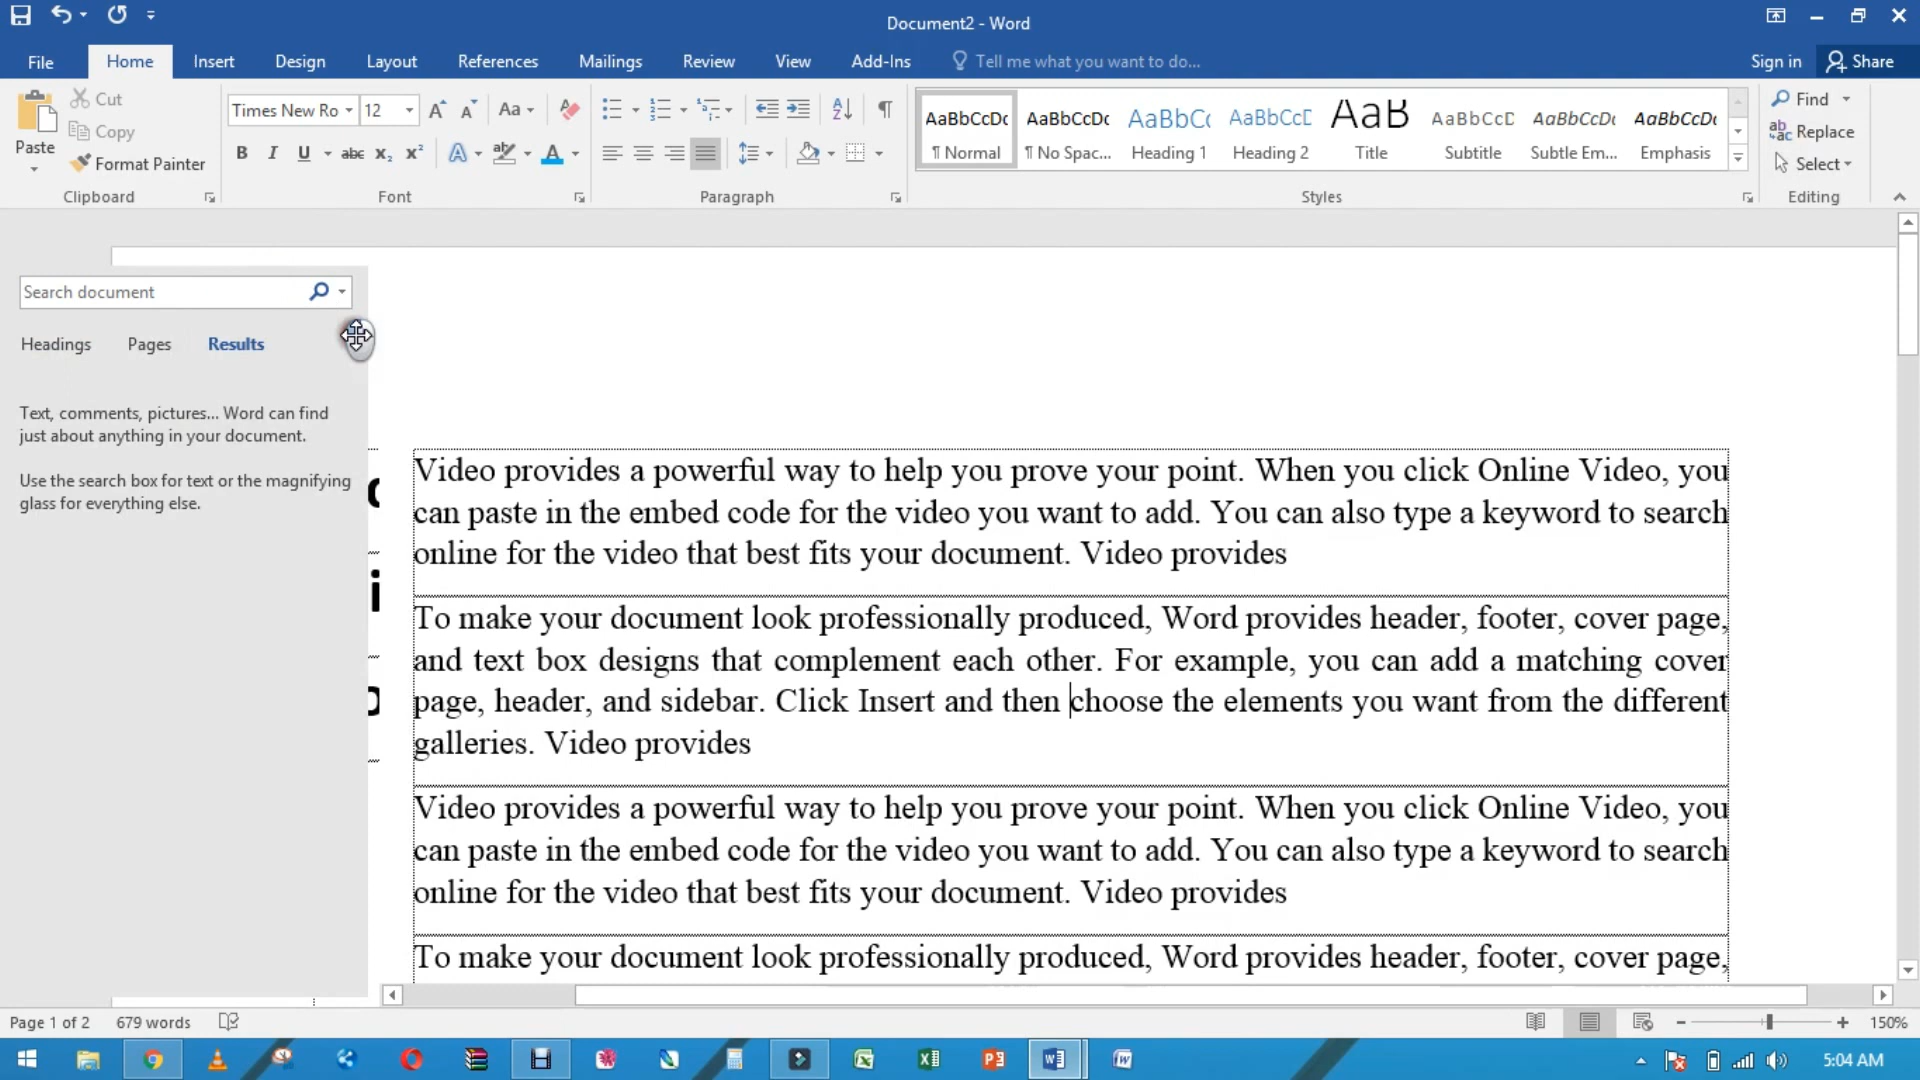 Document2 - Word
File Home Insert Design Layout References Mailings Review View Add-Ins Tell me what you want to do... Sign in Share
Paste
Cut
Copy
Format Painter
Clipboard
Times New Ro 12
Font
Paragraph
AaBbCcDc AaBbCcDc AaBbCc AaBbCcD AaB AaBbCcD AaBbCcDc AaBbCcDc
¶ Normal ¶ No Spac... Heading 1 Heading 2 Title Subtitle Subtle Em... Emphasis
Styles
Find
Replace
Select
Editing
Search document
Headings Pages Results
Text, comments, pictures... Word can find
just about anything in your document.
Use the search box for text or the magnifying
glass for everything else.
Video provides a powerful way to help you prove your point. When you click Online Video, you
can paste in the embed code for the video you want to add. You can also type a keyword to search
online for the video that best fits your document. Video provides
To make your document look professionally produced, Word provides header, footer, cover page,
and text box designs that complement each other. For example, you can add a matching cover
page, header, and sidebar. Click Insert and then choose the elements you want from the different
galleries. Video provides
Video provides a powerful way to help you prove your point. When you click Online Video, you
can paste in the embed code for the video you want to add. You can also type a keyword to search
online for the video that best fits your document. Video provides
To make your document look professionally produced, Word provides header, footer, cover page,
Page 1 of 2 679 words 150%
5:04 AM